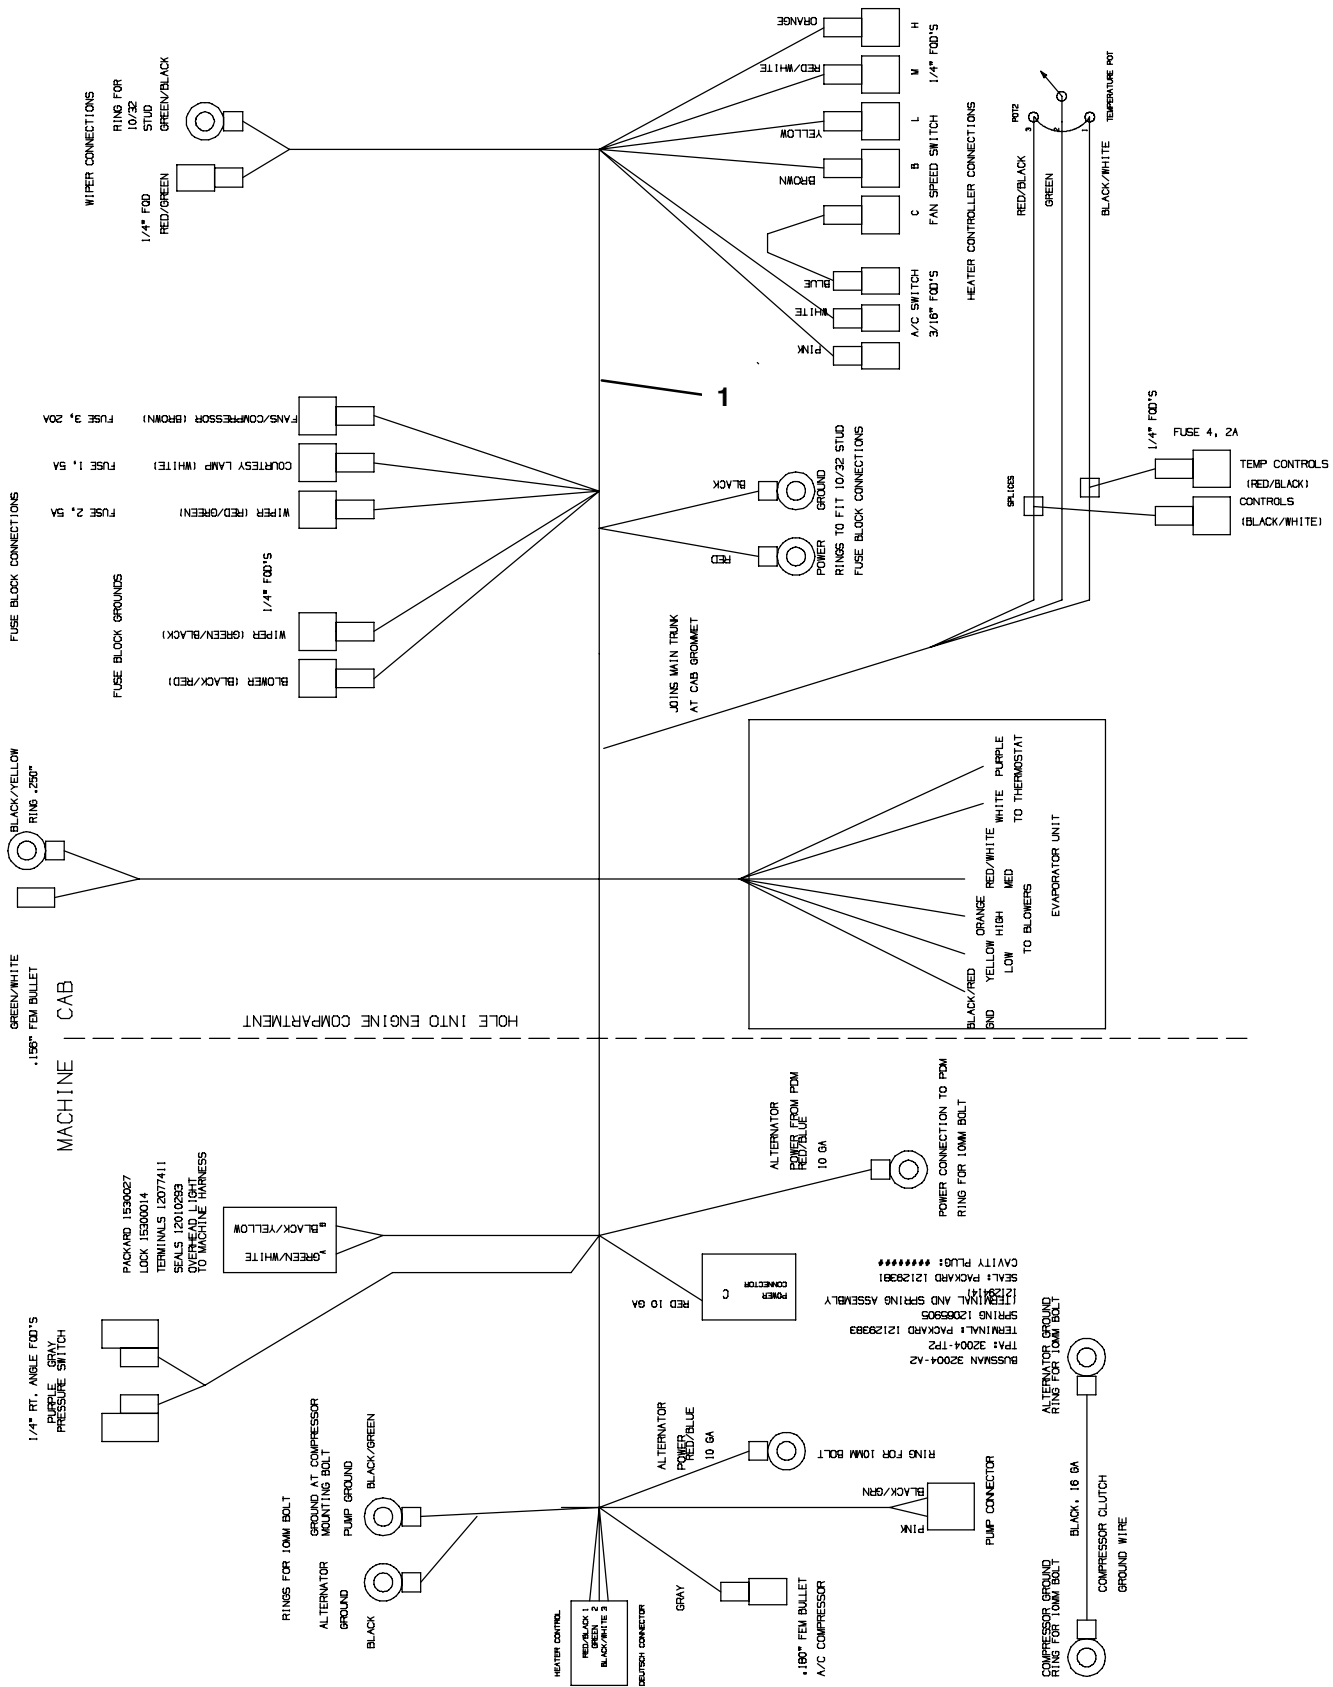 WIPER CONNECTIONS
RING FOR
10/32
STUD
GREEN/BLACK
1/4" FOD
RED/GREEN
ORANGE
H
RED/WHITE
M
1/4" FOD'S
YELLOW
L
BROWN
B
C
FAN SPEED SWITCH
BLUE
WHITE
A/C SWITCH
3/16" FOD'S
PINK
HEATER CONTROLLER CONNECTIONS
POT2
3
2
1
TEMPERATURE POT
RED/BLACK
GREEN
BLACK/WHITE
1
FUSE BLOCK CONNECTIONS
FUSE 3, 20A
FANS/COMPRESSOR (BROWN)
FUSE 1, 5A
COURTESY LAMP (WHITE)
FUSE 2, 5A
WIPER (RED/GREEN)
1/4" FOD'S
FUSE BLOCK GROUNDS
WIPER (GREEN/BLACK)
BLOWER (BLACK/RED)
BLACK
GROUND
RED
POWER
RINGS TO FIT 10/32 STUD
FUSE BLOCK CONNECTIONS
SPLICES
1/4" FOD'S
FUSE 4, 2A
TEMP CONTROLS
(RED/BLACK)
CONTROLS
(BLACK/WHITE)
JOINS MAIN TRUNK
AT CAB GROMMET
BLACK/YELLOW
RING .250"
GREEN/WHITE
.156" FEM BULLET
PURPLE
WHITE
TO THERMOSTAT
RED/WHITE
MED
ORANGE
HIGH
YELLOW
LOW
BLACK/RED
GND
TO BLOWERS
EVAPORATOR UNIT
CAB
HOLE INTO ENGINE COMPARTMENT
MACHINE
PACKARD 1530027
LOCK 15300014
TERMINALS 12077411
SEALS 12010293
OVERHEAD LIGHT
TO MACHINE HARNESS
B
BLACK/YELLOW
A
GREEN/WHITE
ALTERNATOR
POWER FROM PDM
RED/BLUE
10 GA
POWER CONNECTION TO PDM
RING FOR 10MM BOLT
RED 10 GA
C
POWER
CONNECTOR
BUSSMAN 32004-A2
TPA: 32004-TP2
TERMINAL: PACKARD 12129393
SPRING 12065905
(TERMINAL AND SPRING ASSEMBLY
12129414)
SEAL: PACKARD 12129381
CAVITY PLUG: ########
1/4" RT. ANGLE FOD'S
PURPLE GRAY
PRESSURE SWITCH
RINGS FOR 10MM BOLT
GROUND AT COMPRESSOR
MOUNTING BOLT
PUMP GROUND
BLACK/GREEN
ALTERNATOR
GROUND
BLACK
ALTERNATOR
POWER
RED/BLUE
10 GA
RING FOR 10MM BOLT
BLACK/GRN
PINK
PUMP CONNECTOR
GRAY
.180" FEM BULLET
A/C COMPRESSOR
HEATER CONTROL
RED/BLACK 1
GREEN 2
BLACK/WHITE 3
DEUTSCH CONNECTOR
ALTERNATOR GROUND
RING FOR 10MM BOLT
BLACK, 16 GA
COMPRESSOR CLUTCH
GROUND WIRE
COMPRESSOR GROUND
RING FOR 10MM BOLT